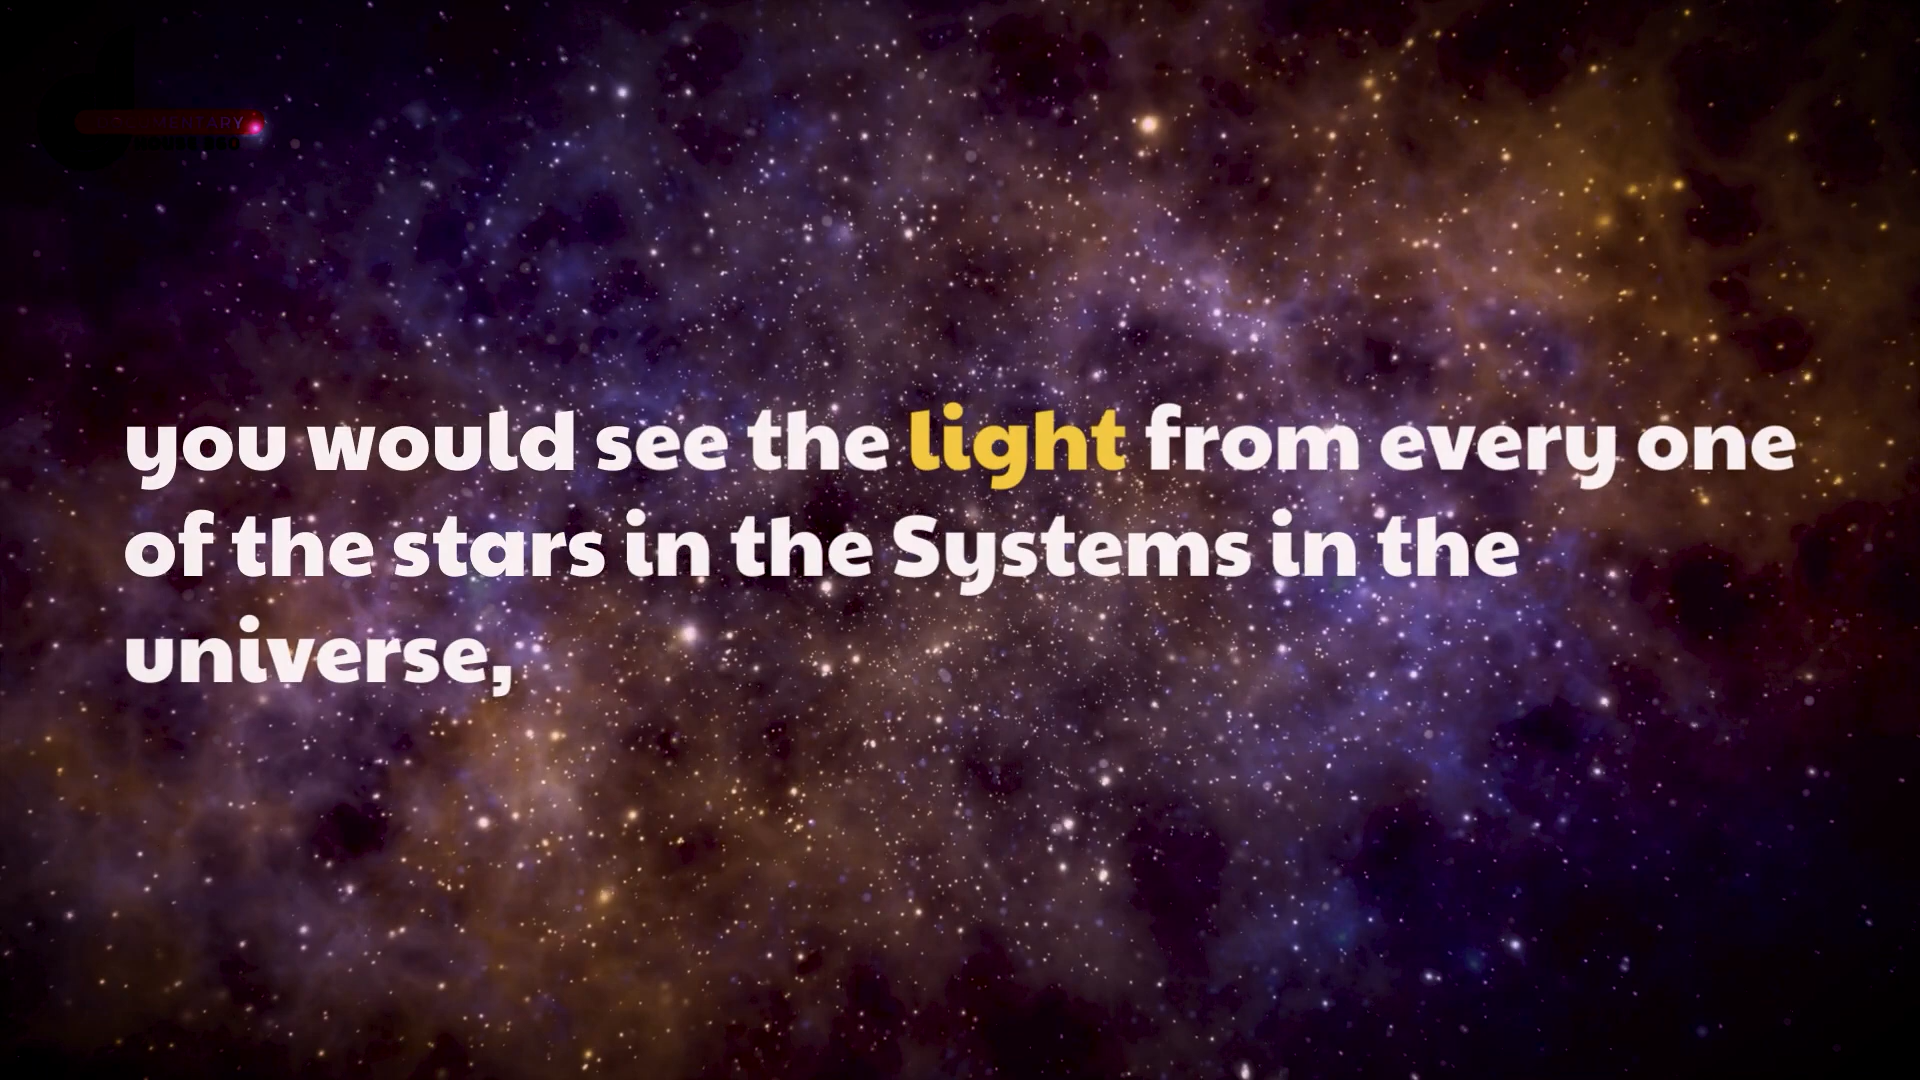 you would see the light from every one
of the stars in the Systems in the
universe,